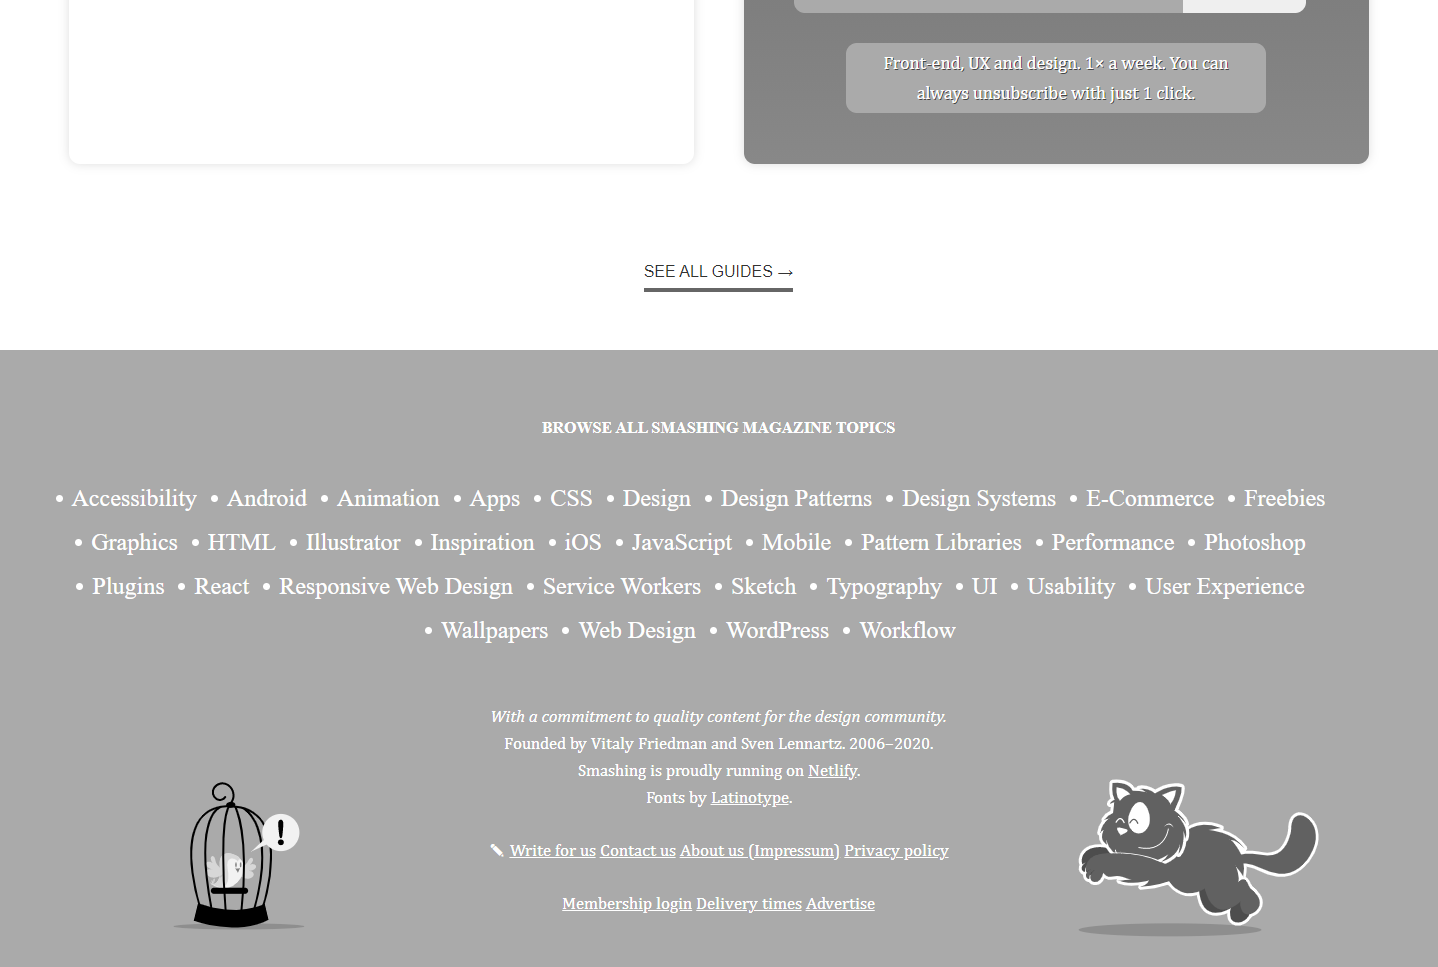 Front-end, UX and design. 1× a week. You can
always unsubscribe with just 1 click.
SEE ALL GUIDES →
BROWSE ALL SMASHING MAGAZINE TOPICS
• Accessibility • Android • Animation • Apps • CSS • Design • Design Patterns • Design Systems • E-Commerce • Freebies
• Graphics • HTML • Illustrator • Inspiration • iOS • JavaScript • Mobile • Pattern Libraries • Performance • Photoshop
• Plugins • React • Responsive Web Design • Service Workers • Sketch • Typography • UI • Usability • User Experience
• Wallpapers • Web Design • WordPress • Workflow
With a commitment to quality content for the design community.
Founded by Vitaly Friedman and Sven Lennartz. 2006–2020.
Smashing is proudly running on Netlify.
Fonts by Latinotype.
!
✎ Write for us Contact us About us (Impressum) Privacy policy
Membership login Delivery times Advertise